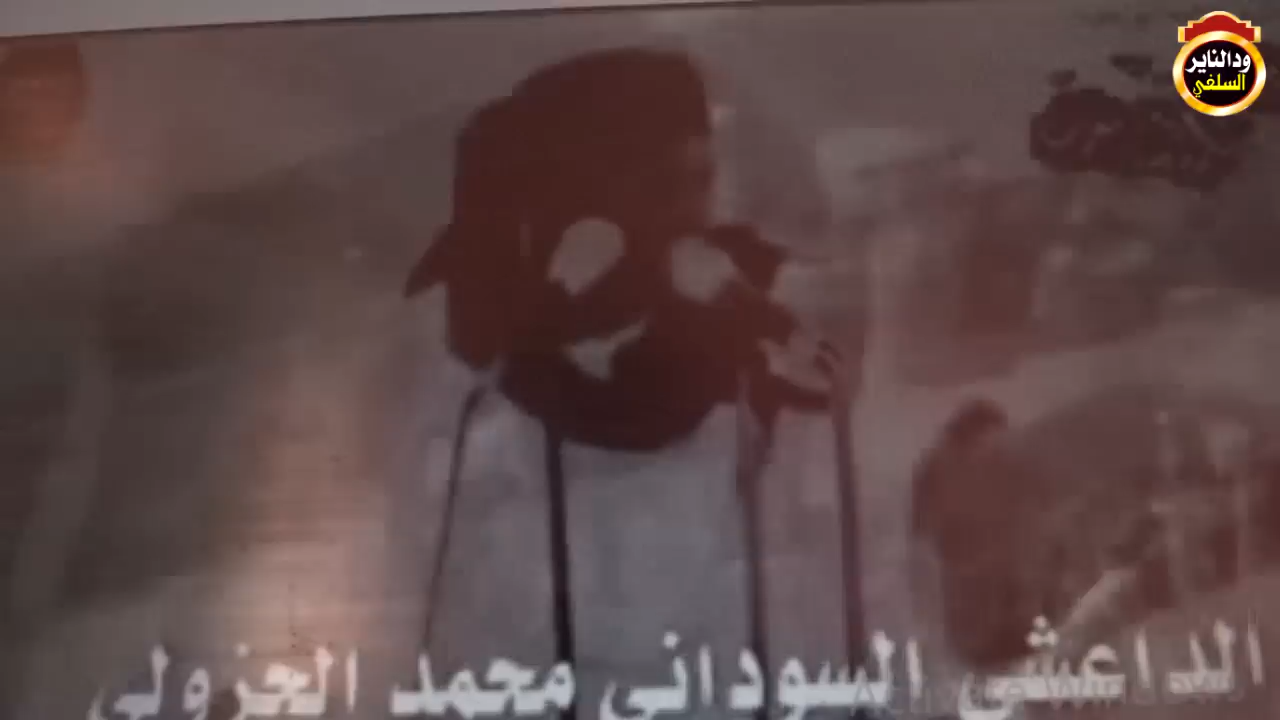 ودالناير
السلفي
الداعشي السوداني محمد الجزولي